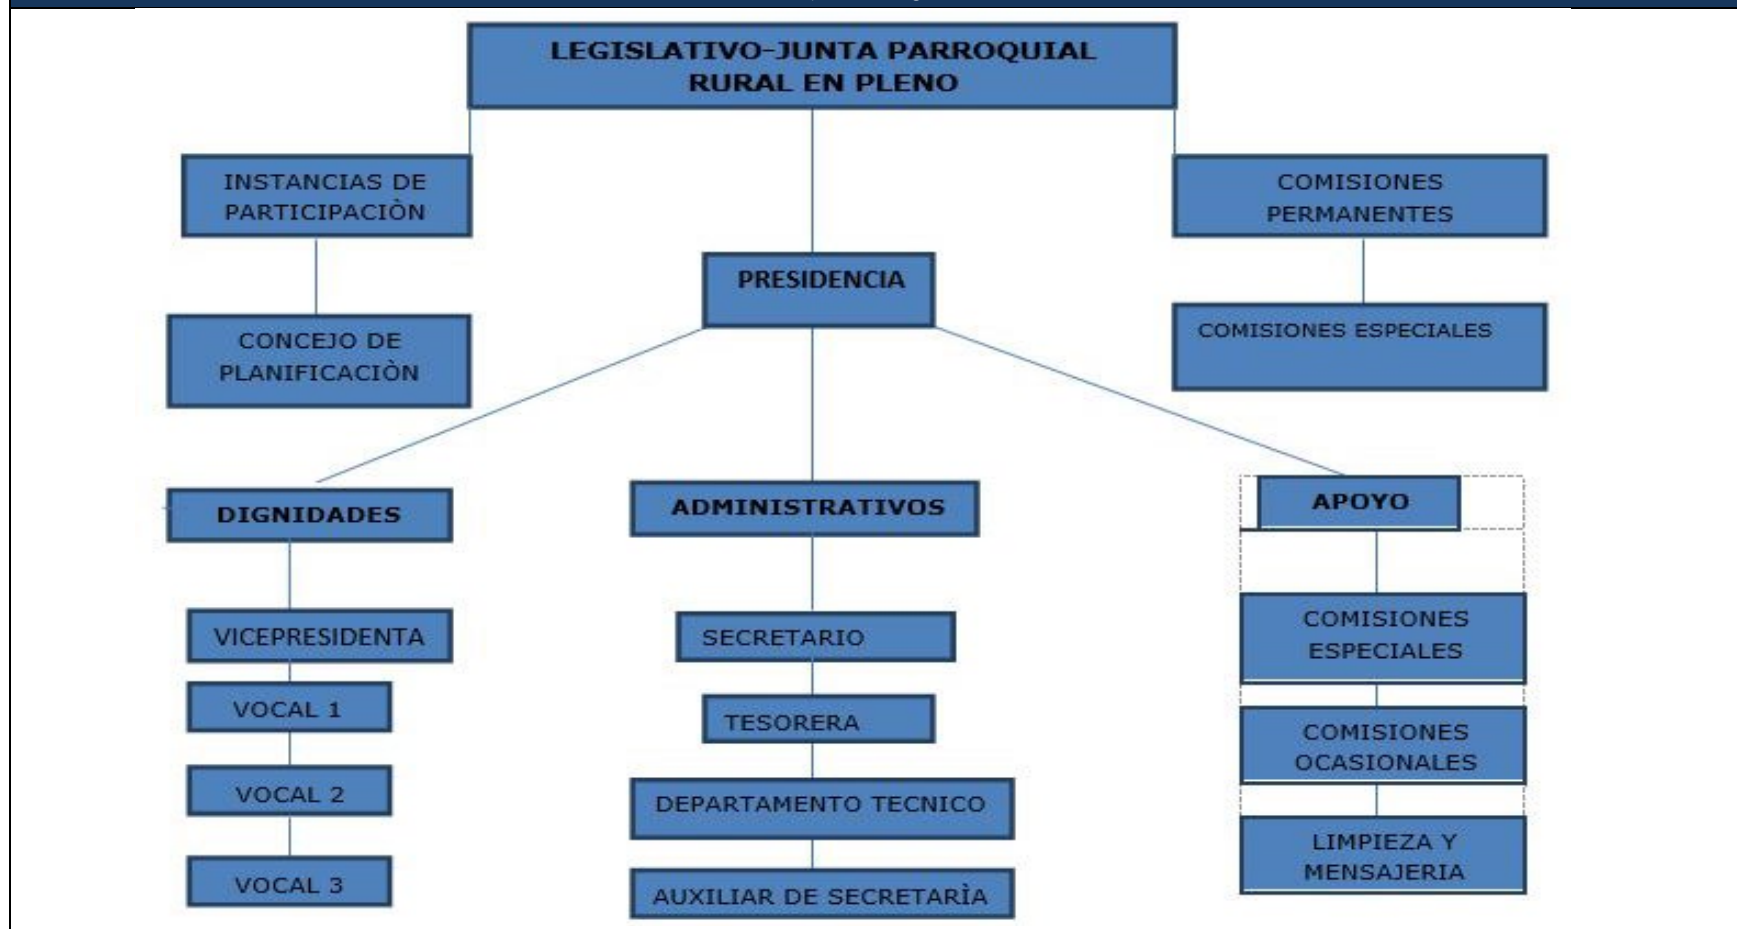 LEGISLATIVO-JUNTA PARROQUIAL
RURAL EN PLENO
INSTANCIAS DE
PARTICIPACIÒN
COMISIONES
PERMANENTES
PRESIDENCIA
CONCEJO DE
PLANIFICACIÒN
COMISIONES ESPECIALES
DIGNIDADES
VICEPRESIDENTA
VOCAL 1
VOCAL 2
VOCAL 3
ADMINISTRATIVOS
SECRETARIO
TESORERA
DEPARTAMENTO TECNICO
AUXILIAR DE SECRETARÌA
APOYO
COMISIONES
ESPECIALES
COMISIONES
OCASIONALES
LIMPIEZA Y
MENSAJERIA